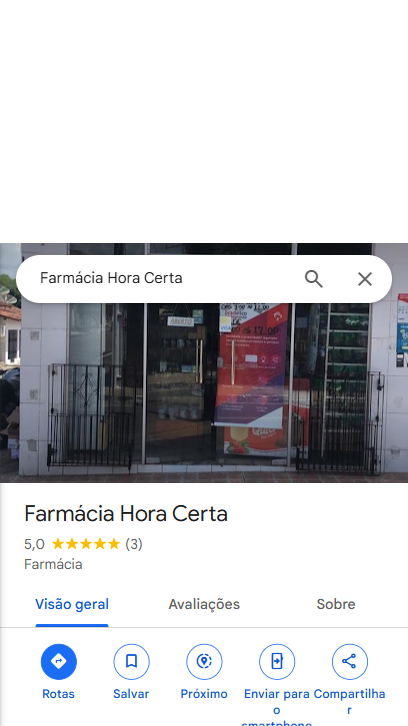 Farmácia Hora Certa
ABERTO
Farmácia Hora Certa
5,0 (3)
Farmácia
Visão geral
Avaliações
Sobre
Rotas
Salvar
Próximo
Enviar para o smartphone
Compartilhar